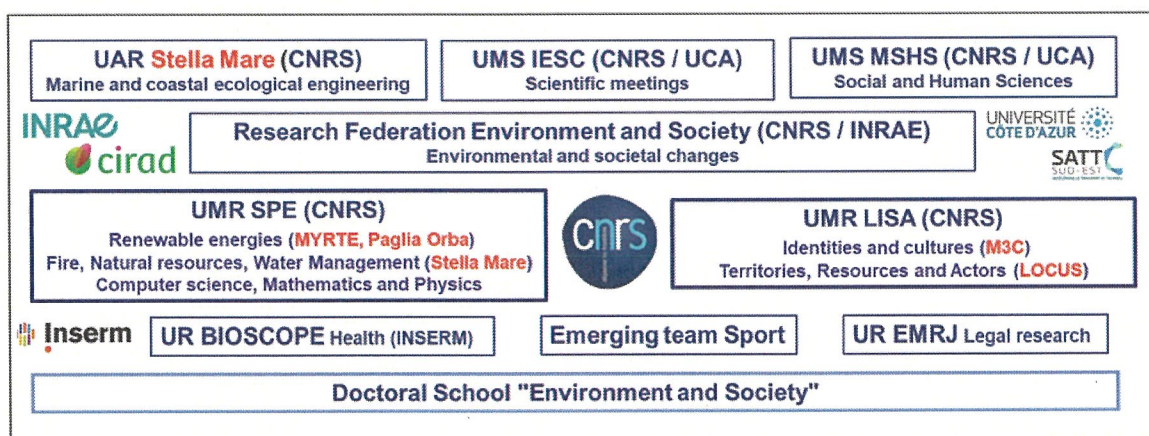 UAR Stella Mare (CNRS)
Marine and coastal ecological engineering
UMS IESC (CNRS / UCA)
Scientific meetings
UMS MSHS (CNRS / UCA)
Social and Human Sciences
INRAE
cirad
Research Federation Environment and Society (CNRS / INRAE)
Environmental and societal changes
UNIVERSITÉ
CÔTE D'AZUR
SATT
SUD-EST
UMR SPE (CNRS)
Renewable energies (MYRTE, Paglia Orba)
Fire, Natural resources, Water Management (Stella Mare)
Computer science, Mathematics and Physics
cnrs
UMR LISA (CNRS)
Identities and cultures (M3C)
Territories, Resources and Actors (LOCUS)
Inserm
UR BIOSCOPE Health (INSERM)
Emerging team Sport
UR EMRJ Legal research
Doctoral School "Environment and Society"